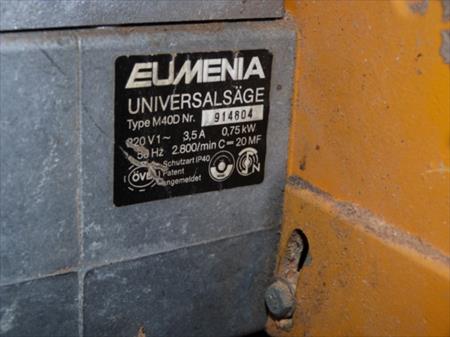 EUMENIA
UNIVERSALSÄGE
Type M40D Nr. 914804
220 V 1~ 3,5 A 0,75 kW
50 Hz 2.800/min C=20 MF
Schutzart IP40
ÖVE Patent
angemeldet
N